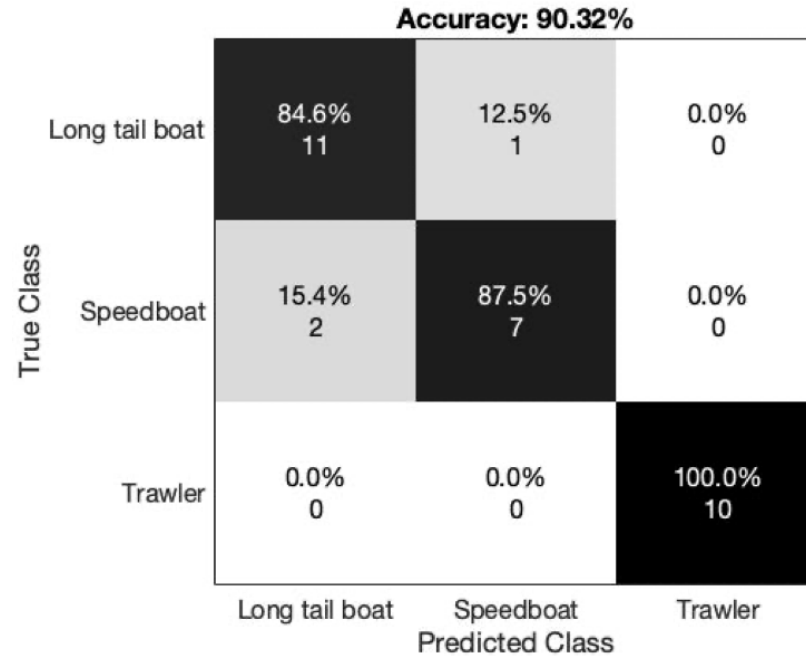 Accuracy: 90.32%
Long tail boat
84.6%
11
12.5%
1
0.0%
0
Speedboat
15.4%
2
87.5%
7
0.0%
0
Trawler
0.0%
0
0.0%
0
100.0%
10
True Class
Long tail boat
Speedboat
Trawler
Predicted Class